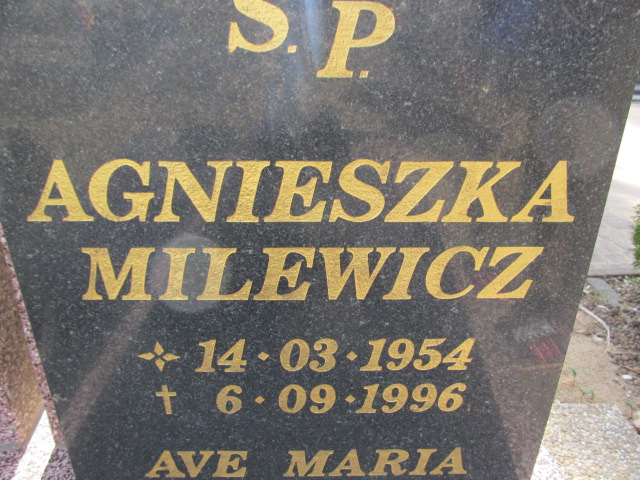 S. P.
AGNIESZKA
MILEWICZ
14·03·1954
† 6·09·1996
AVE MARIA